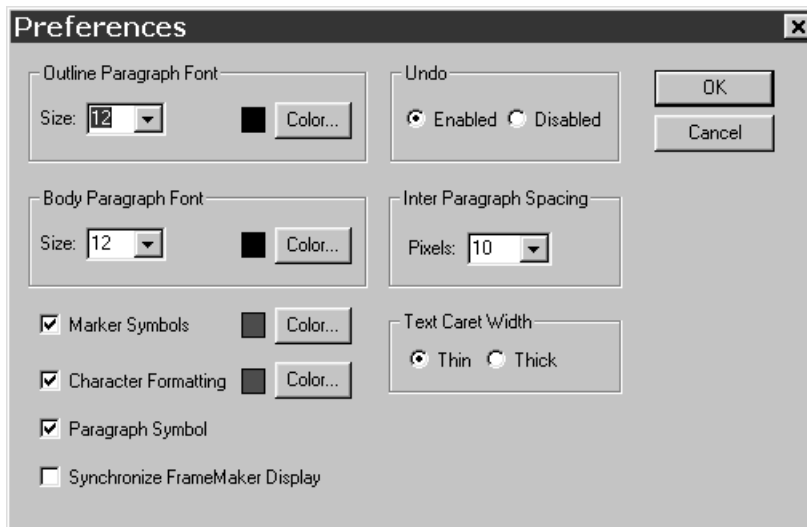 Preferences
Outline Paragraph Font
Size: 12 Color...
Undo
Enabled Disabled
OK
Cancel
Body Paragraph Font
Size: 12 Color...
Inter Paragraph Spacing
Pixels: 10
Marker Symbols Color...
Character Formatting Color...
Paragraph Symbol
Synchronize FrameMaker Display
Text Caret Width
Thin Thick